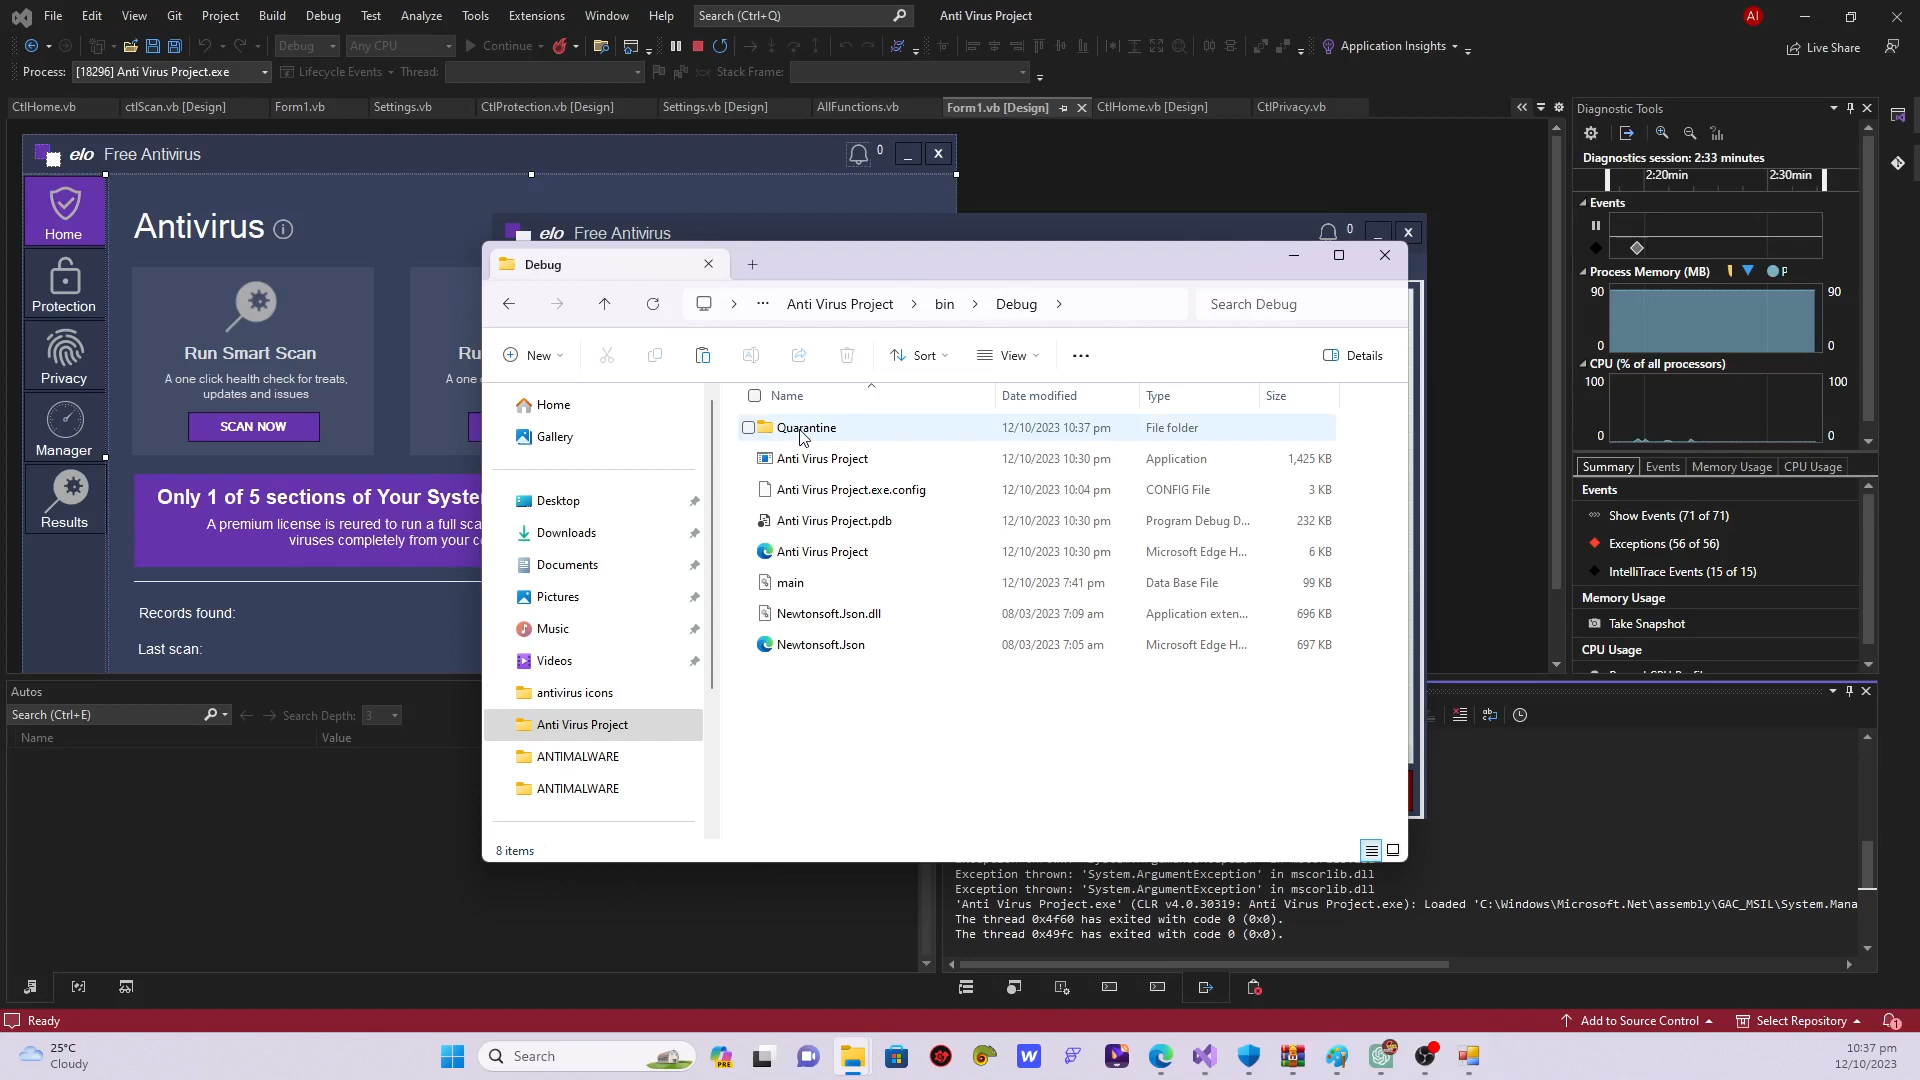 File Edit View Git Project Build Debug Test Analyze Tools Extensions Window Help Search (Ctrl+Q) Anti Virus Project AI
Debug Any CPU Continue Application Insights Live Share
Process: [18296] Anti Virus Project.exe Lifecycle Events Thread: Stack Frame:
CtlHome.vb ctlScan.vb [Design] Form1.vb Settings.vb CtlProtection.vb [Design] Settings.vb [Design] AllFunctions.vb Form1.vb [Design] CtlHome.vb [Design] CtlPrivacy.vb
elo Free Antivirus 0 _ X
Home
Protection
Privacy
Manager
Results
Antivirus
Run Smart Scan
A one click health check for treats,
updates and issues
SCAN NOW
Ru
A one
Only 1 of 5 sections of Your Syste
A premium license is reured to run a full sca
viruses completely from your c
Records found:
Last scan:
elo Free Antivirus 0 _ X
Debug
Anti Virus Project bin Debug Search Debug
New Sort View Details
Home
Gallery
Desktop
Downloads
Documents
Pictures
Music
Videos
antivirus icons
Anti Virus Project
ANTIMALWARE
ANTIMALWARE
Name Date modified Type Size
Quarantine 12/10/2023 10:37 pm File folder
Anti Virus Project 12/10/2023 10:30 pm Application 1,425 KB
Anti Virus Project.exe.config 12/10/2023 10:04 pm CONFIG File 3 KB
Anti Virus Project.pdb 12/10/2023 10:30 pm Program Debug D... 232 KB
Anti Virus Project 12/10/2023 10:30 pm Microsoft Edge H... 6 KB
main 12/10/2023 7:41 pm Data Base File 99 KB
Newtonsoft.Json.dll 08/03/2023 7:09 am Application exten... 696 KB
Newtonsoft.Json 08/03/2023 7:05 am Microsoft Edge H... 697 KB
8 items
Diagnostic Tools
Diagnostics session: 2:33 minutes
2:20min 2:30min
Events
Process Memory (MB) P
90 90
0 0
CPU (% of all processors)
100 100
0 0
Summary Events Memory Usage CPU Usage
Events
Show Events (71 of 71)
Exceptions (56 of 56)
IntelliTrace Events (15 of 15)
Memory Usage
Take Snapshot
CPU Usage
Autos
Search (Ctrl+E) Search Depth: 3
Name Value
Exception thrown: 'System.ArgumentException' in mscorlib.dll
Exception thrown: 'System.ArgumentException' in mscorlib.dll
'Anti Virus Project.exe' (CLR v4.0.30319: Anti Virus Project.exe): Loaded 'C:\Windows\Microsoft.Net\assembly\GAC_MSIL\System.Mana
The thread 0x4f60 has exited with code 0 (0x0).
The thread 0x49fc has exited with code 0 (0x0).
Ready Add to Source Control Select Repository 1
25°C
Cloudy
Search
PRE
W
10:37 pm
12/10/2023